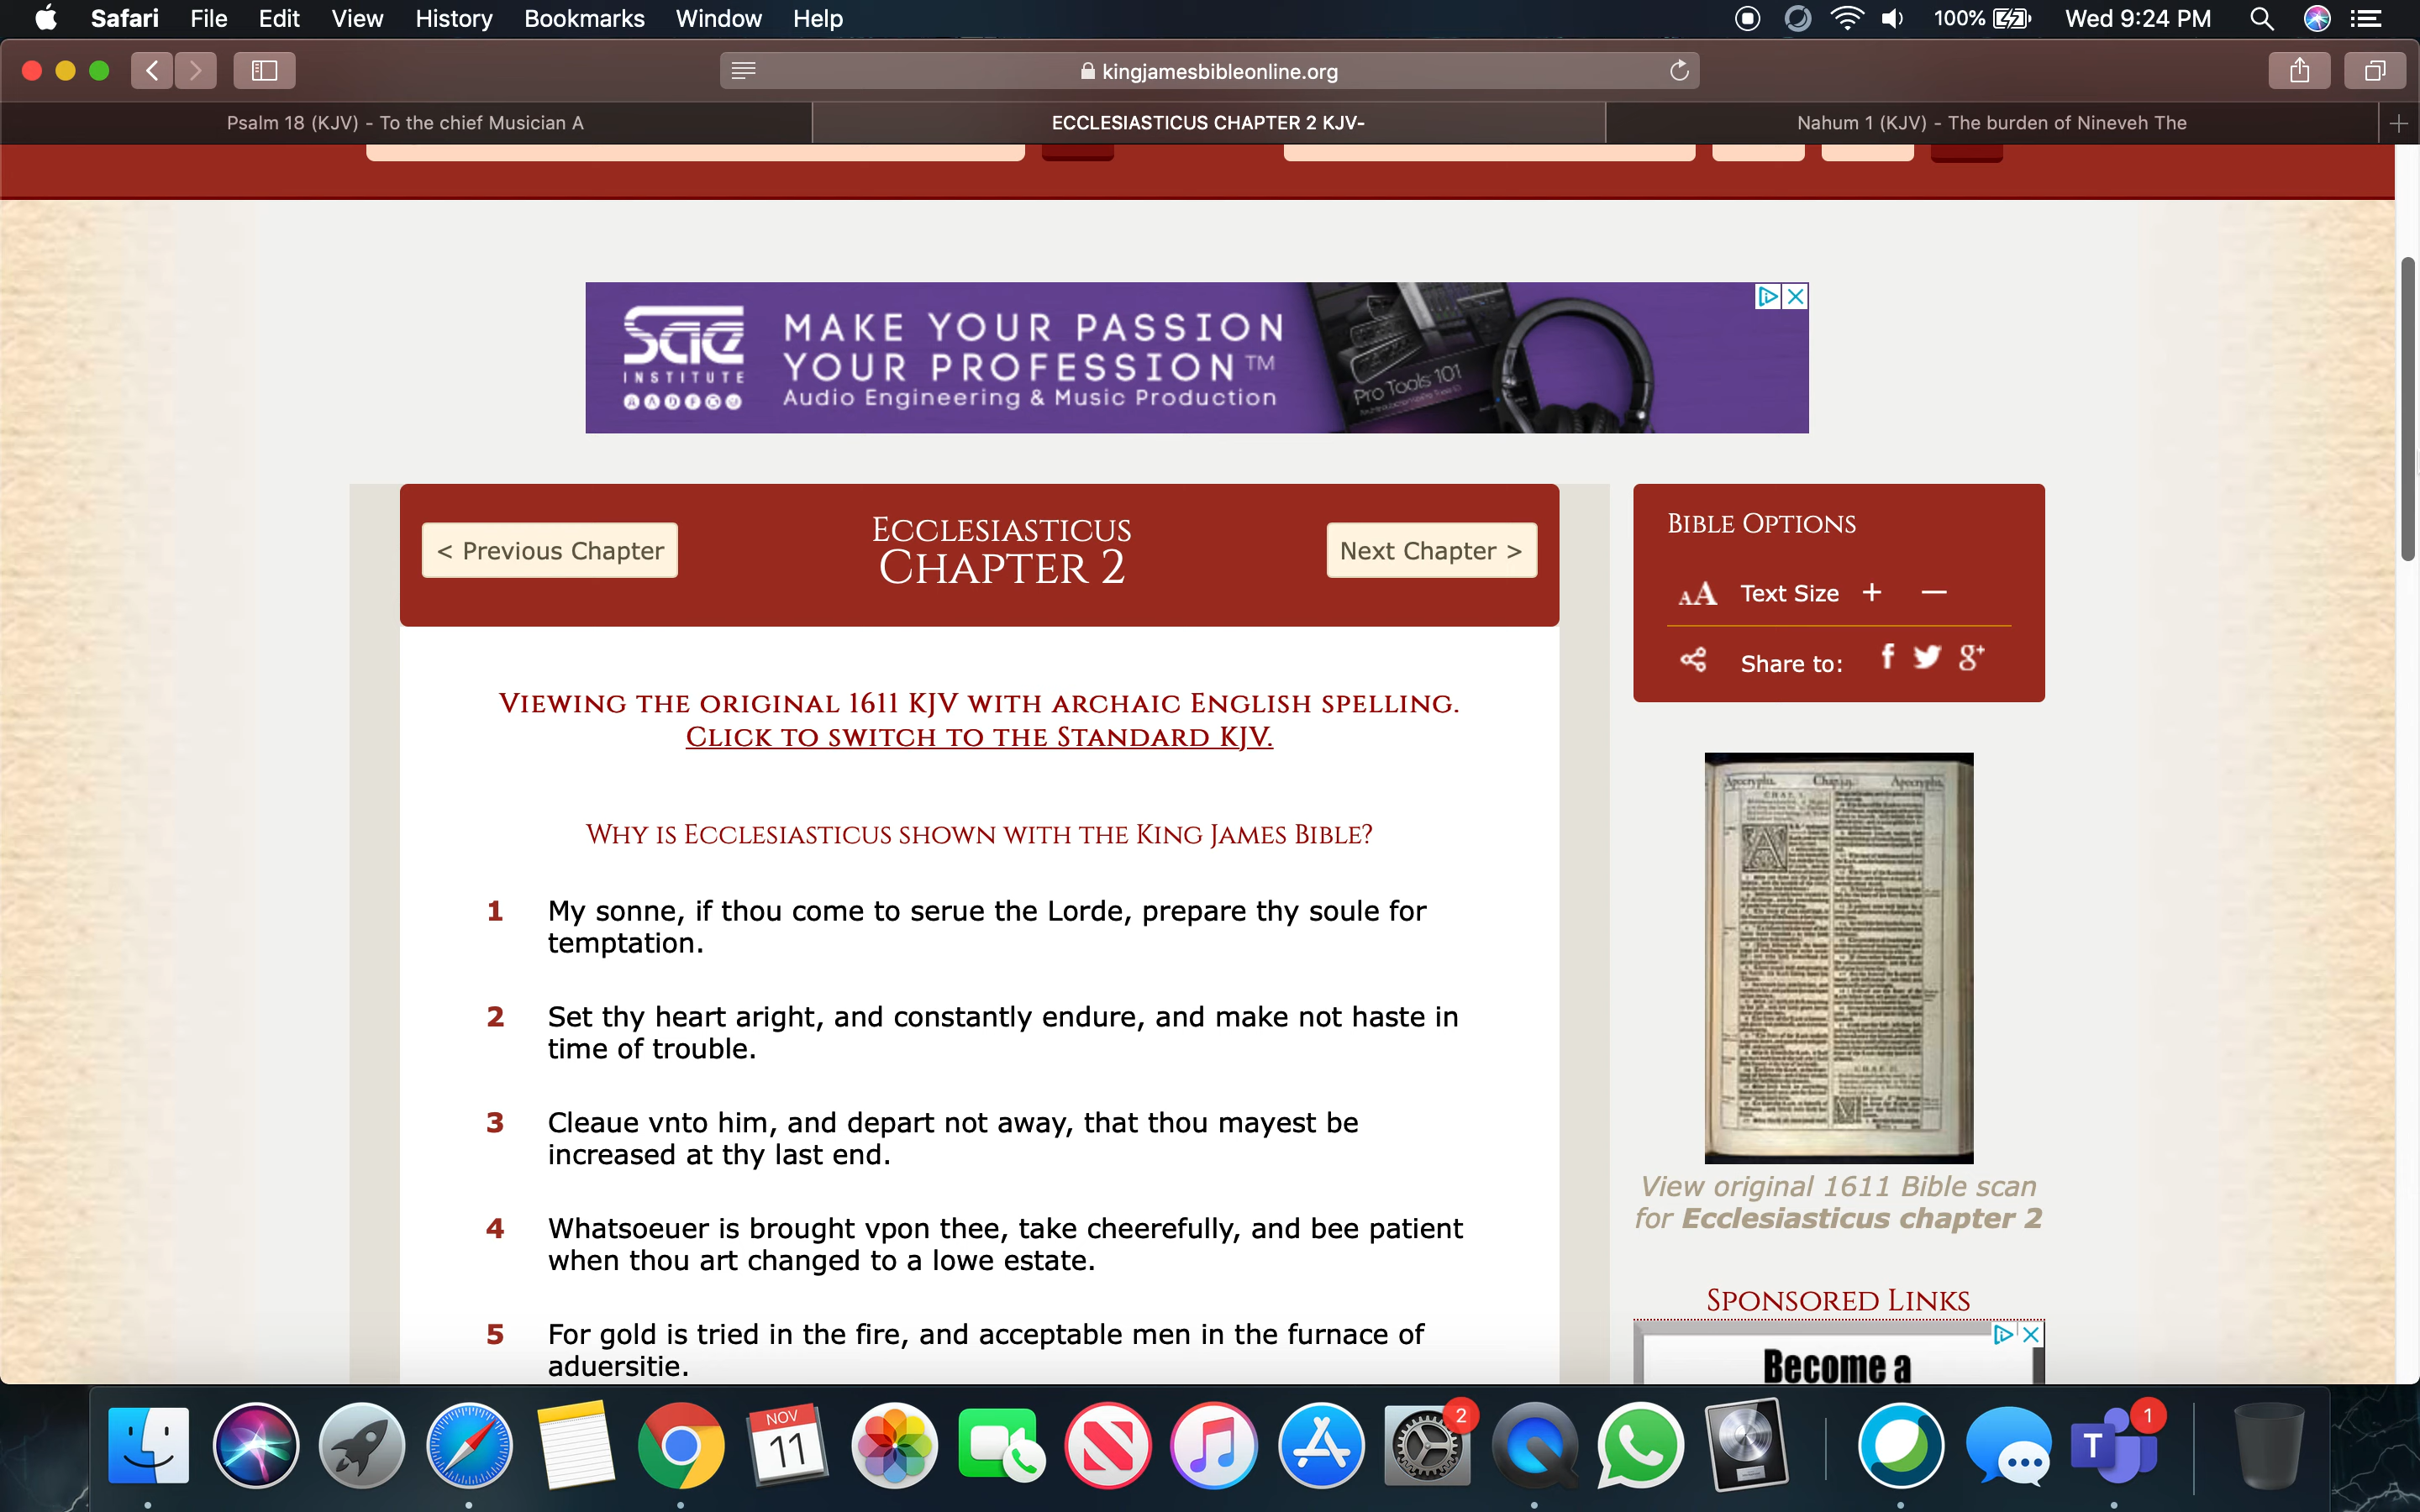 Safari File Edit View History Bookmarks Window Help 100% Wed 9:24 PM
kingjamesbibleonline.org
Psalm 18 (KJV) - To the chief Musician A ECCLESIASTICUS CHAPTER 2 KJV- Nahum 1 (KJV) - The burden of Nineveh The
sae
INSTITUTE
MAKE YOUR PASSION
YOUR PROFESSION™
Audio Engineering & Music Production
Pro Tools 101
< Previous Chapter
Ecclesiasticus
Chapter 2
Next Chapter >
Viewing the original 1611 KJV with archaic English spelling.
Click to switch to the Standard KJV.
Why is Ecclesiasticus shown with the King James Bible?
1 My sonne, if thou come to serue the Lorde, prepare thy soule for
temptation.
2 Set thy heart aright, and constantly endure, and make not haste in
time of trouble.
3 Cleaue vnto him, and depart not away, that thou mayest be
increased at thy last end.
4 Whatsoeuer is brought vpon thee, take cheerefully, and bee patient
when thou art changed to a lowe estate.
5 For gold is tried in the fire, and acceptable men in the furnace of
aduersitie.
Bible Options
AA Text Size + –
Share to: f g+
Apocrypha. Apocrypha.
View original 1611 Bible scan
for Ecclesiasticus chapter 2
Sponsored Links
Become a
NOV
11
2
T
1